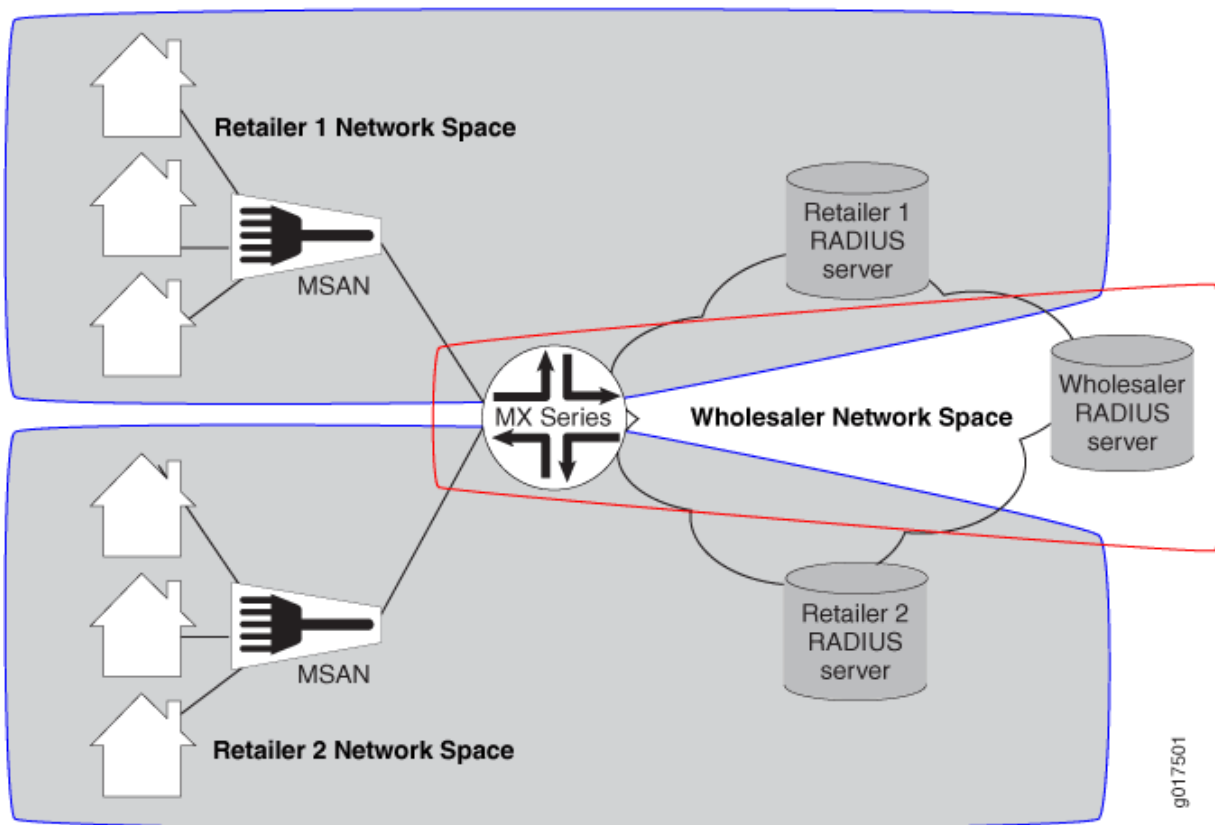 Retailer 1 Network Space
MSAN
Retailer 1
RADIUS
server
MX Series
Wholesaler Network Space
Wholesaler
RADIUS
server
MSAN
Retailer 2
RADIUS
server
Retailer 2 Network Space
g017501